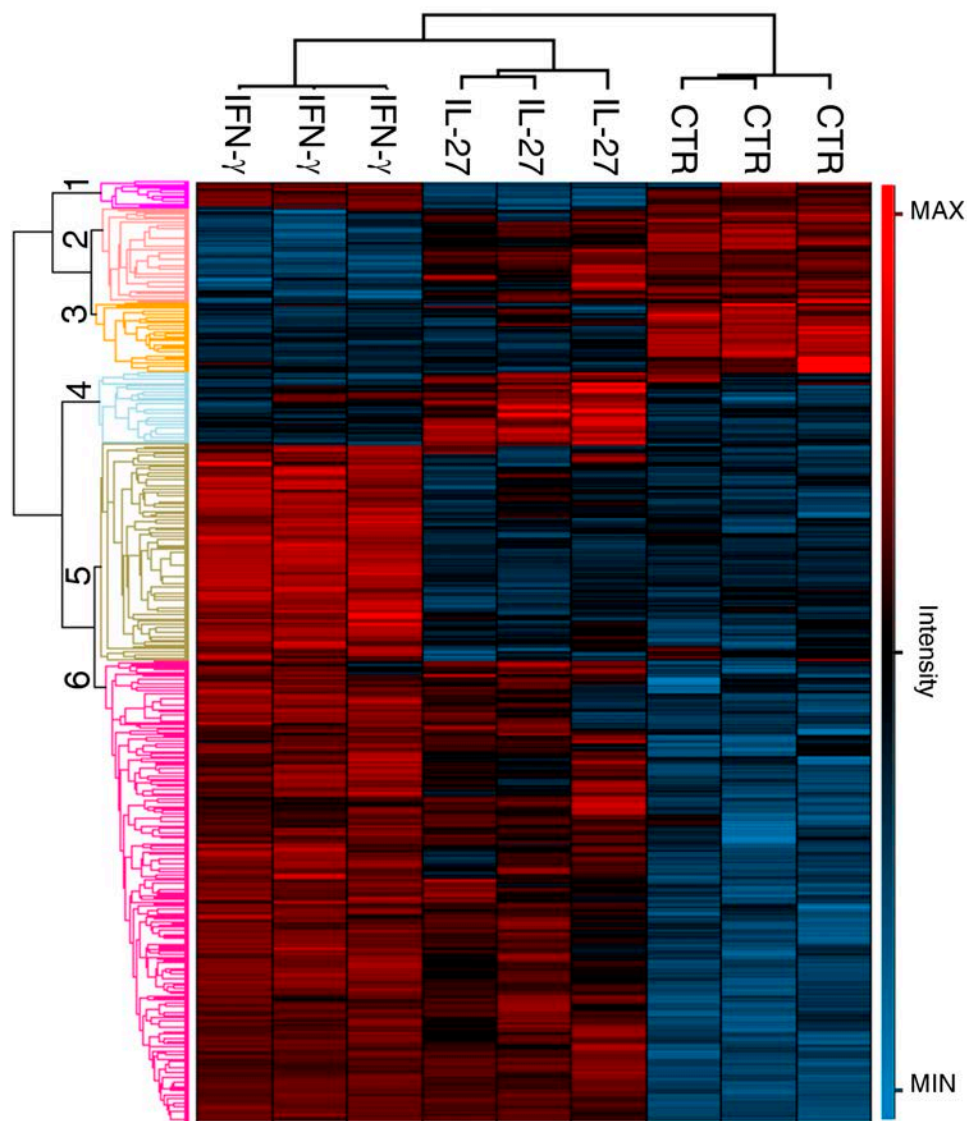 IFN-γ
IFN-γ
IFN-γ
IL-27
IL-27
IL-27
CTR
CTR
CTR
1
2
3
4
5
6
MAX
Intensity
MIN